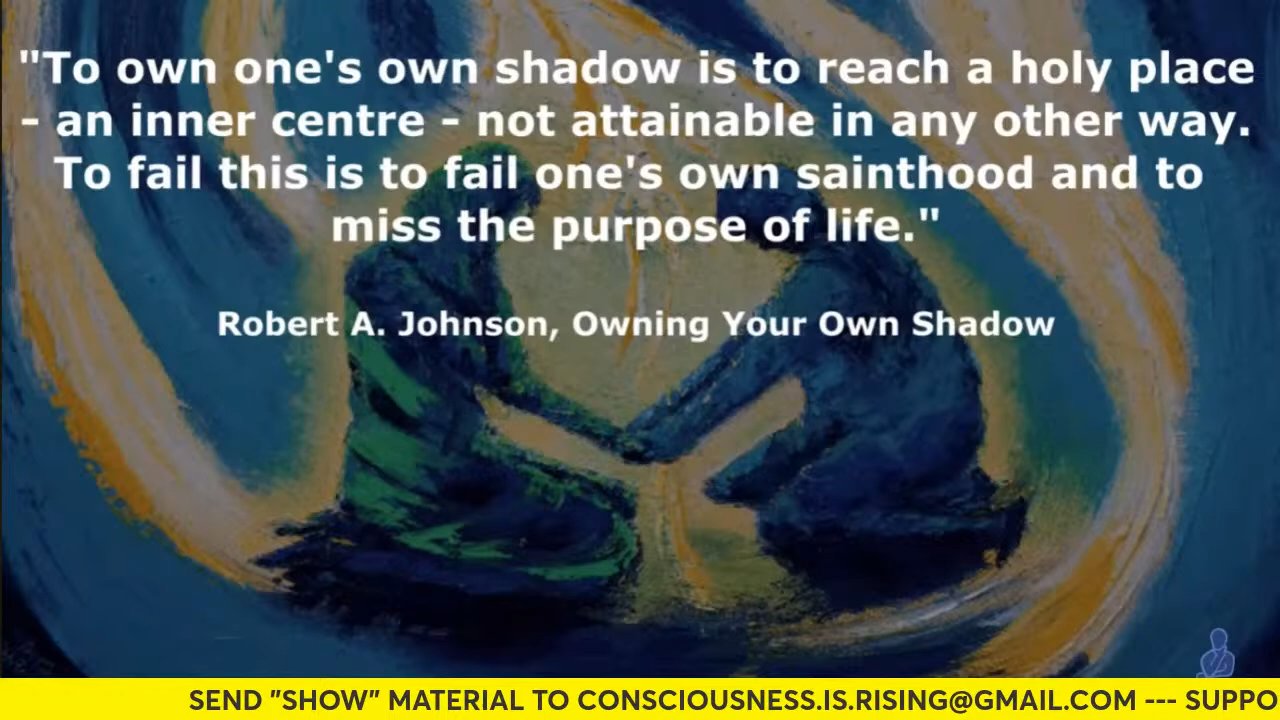 "To own one's own shadow is to reach a holy place
- an inner centre - not attainable in any other way.
To fail this is to fail one's own sainthood and to
miss the purpose of life."
Robert A. Johnson, Owning Your Own Shadow
SEND "SHOW" MATERIAL TO CONSCIOUSNESS.IS.RISING@GMAIL.COM --- SUPPO